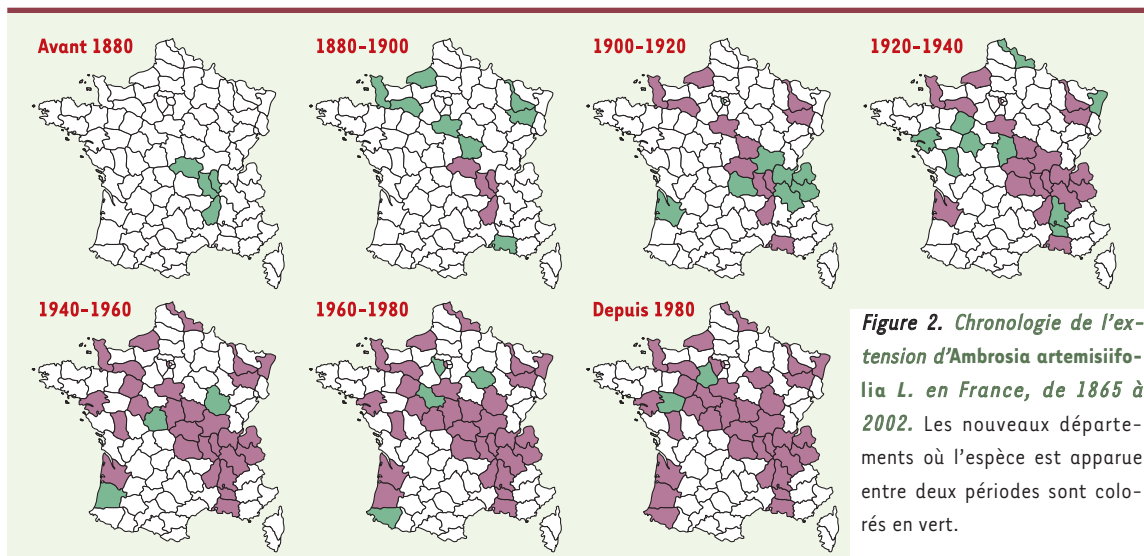 Avant 1880
1880-1900
1900-1920
1920-1940
1940-1960
1960-1980
Depuis 1980
Figure 2. Chronologie de l'ex-
tension d'Ambrosia artemisiifo-
lia L. en France, de 1865 à
2002. Les nouveaux départe-
ments où l'espèce est apparue
entre deux périodes sont colo-
rés en vert.